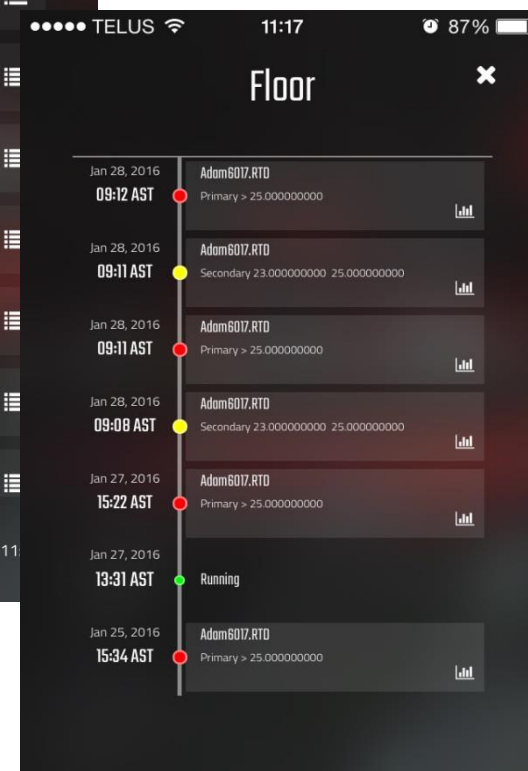 TELUS 11:17 87%
Floor
Jan 28, 2016
09:12 AST
Adam6017.RTD
Primary > 25.000000000
Jan 28, 2016
09:11 AST
Adam6017.RTD
Secondary 23.000000000 25.000000000
Jan 28, 2016
09:11 AST
Adam6017.RTD
Primary > 25.000000000
Jan 28, 2016
09:08 AST
Adam6017.RTD
Secondary 23.000000000 25.000000000
Jan 27, 2016
15:22 AST
Adam6017.RTD
Primary > 25.000000000
Jan 27, 2016
13:31 AST
Running
Jan 25, 2016
15:34 AST
Adam6017.RTD
Primary > 25.000000000